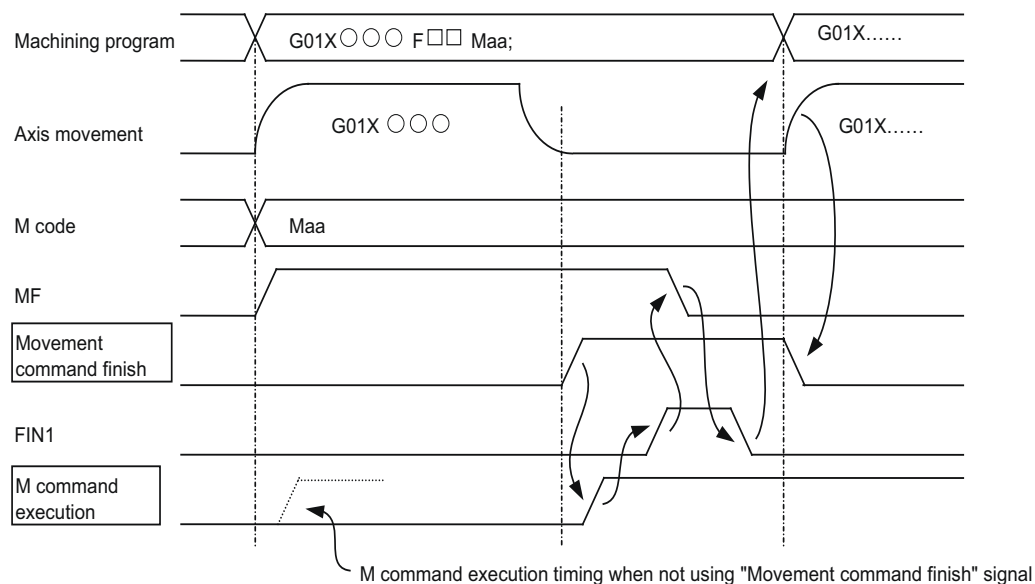 Machining program
G01X○○○ F□□ Maa;
G01X......
Axis movement
G01X ○○○
G01X......
M code
Maa
MF
Movement
command finish
FIN1
M command
execution
M command execution timing when not using "Movement command finish" signal